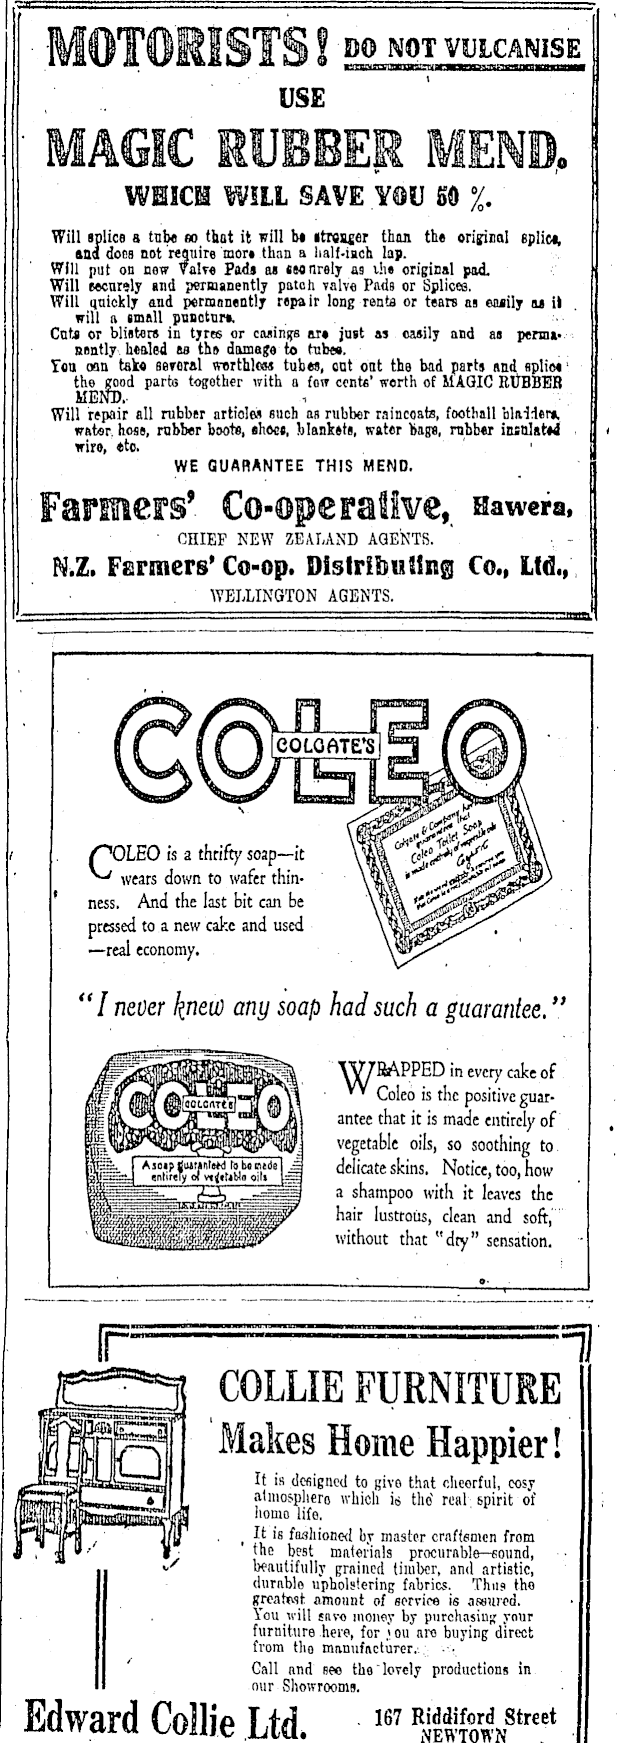 MOTORISTS! DO NOT VULCANISE
USE
MAGIC RUBBER MEND.
WHICH WILL SAVE YOU 50 %.
Will splice a tube so that it will be stronger than the original splice,
and does not require more than a half-inch lap.
Will put on new Valve Pads as securely as the original pad.
Will securely and permanently patch valve Pads or Splices.
Will quickly and permanently repair long rents or tears as easily as it
will a small puncture.
Cuts or blisters in tyres or casings are just as easily and as perma-
nently healed as the damage to tubes.
You can take several worthless tubes, cut out the bad parts and splice
the good parts together with a few cents' worth of MAGIC RUBBER
MEND.
Will repair all rubber articles such as rubber raincoats, football bladders,
water hose, rubber boots, shoes, blankets, water bags, rubber insulated
wire, etc.
WE GUARANTEE THIS MEND.
Farmers' Co-operative, Hawera,
CHIEF NEW ZEALAND AGENTS.
N.Z. Farmers' Co-op. Distributing Co., Ltd.,
WELLINGTON AGENTS.
COLEO
COLGATE'S
Colgate & Company
guarantee that
Coleo Toilet Soap
is made entirely of vegetable oils
COLEO is a thrifty soap—it
wears down to wafer thin-
ness. And the last bit can be
pressed to a new cake and used
—real economy.
"I never knew any soap had such a guarantee."
COLEO
COLGATE'S
A soap guaranteed to be made
entirely of vegetable oils
WRAPPED in every cake of
Coleo is the positive guar-
antee that it is made entirely of
vegetable oils, so soothing to
delicate skins. Notice, too, how
a shampoo with it leaves the
hair lustrous, clean and soft,
without that "dry" sensation.
COLLIE FURNITURE
Makes Home Happier!
It is designed to give that cheerful, cosy
atmosphere which is the real spirit of
home life.
It is fashioned by master craftsmen from
the best materials procurable—sound,
beautifully grained timber, and artistic,
durable upholstering fabrics. Thus the
greatest amount of service is assured.
You will save money by purchasing your
furniture here, for you are buying direct
from the manufacturer.
Call and see the lovely productions in
our Showrooms.
Edward Collie Ltd. 167 Riddiford Street
NEWTOWN